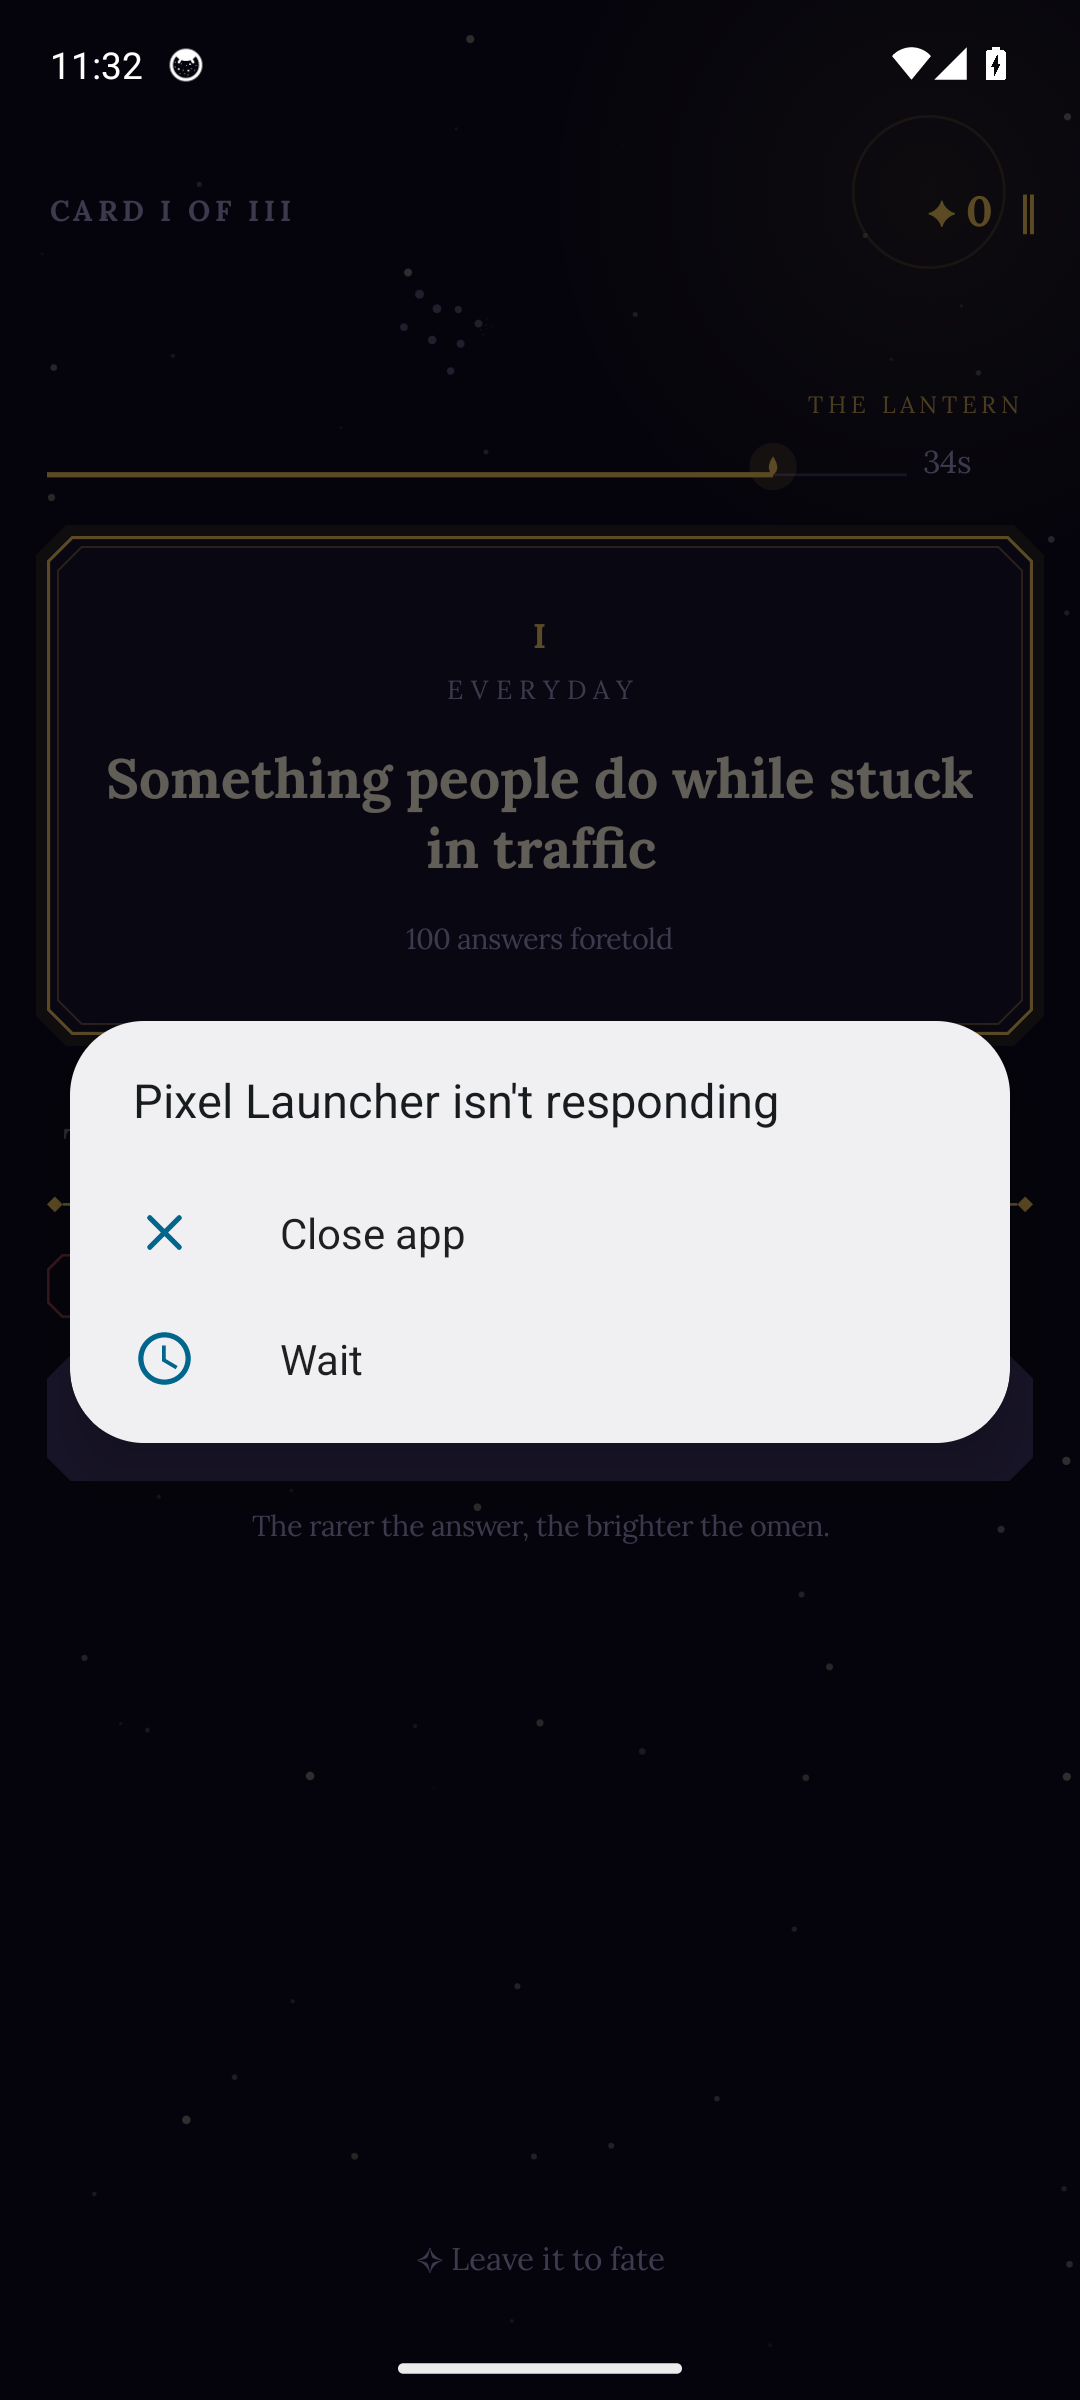 11:32
CARD I OF III
0
THE LANTERN
34s
I
EVERYDAY
Something people do while stuck
in traffic
100 answers foretold
Pixel Launcher isn't responding
Close app
Wait
The rarer the answer, the brighter the omen.
Leave it to fate